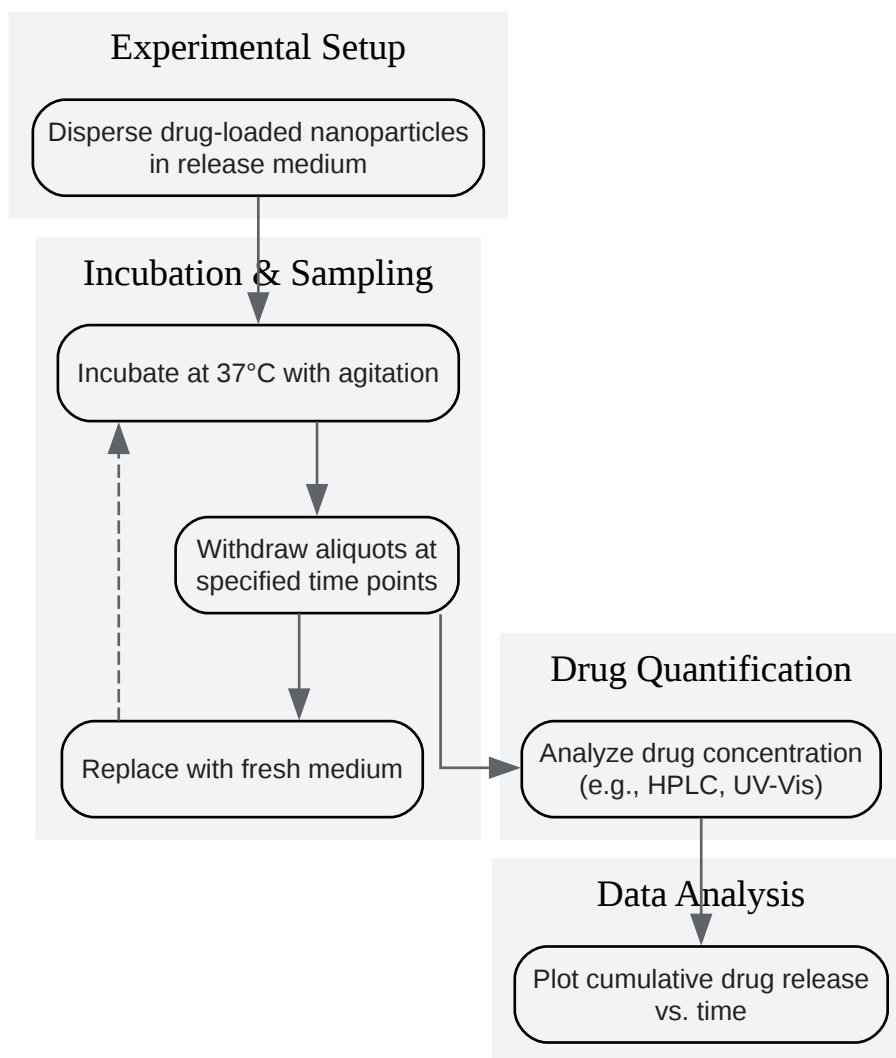 Experimental Setup
Disperse drug-loaded nanoparticles
in release medium
Incubation & Sampling
Incubate at 37°C with agitation
Withdraw aliquots at
specified time points
Replace with fresh medium
Drug Quantification
Analyze drug concentration
(e.g., HPLC, UV-Vis)
Data Analysis
Plot cumulative drug release
vs. time